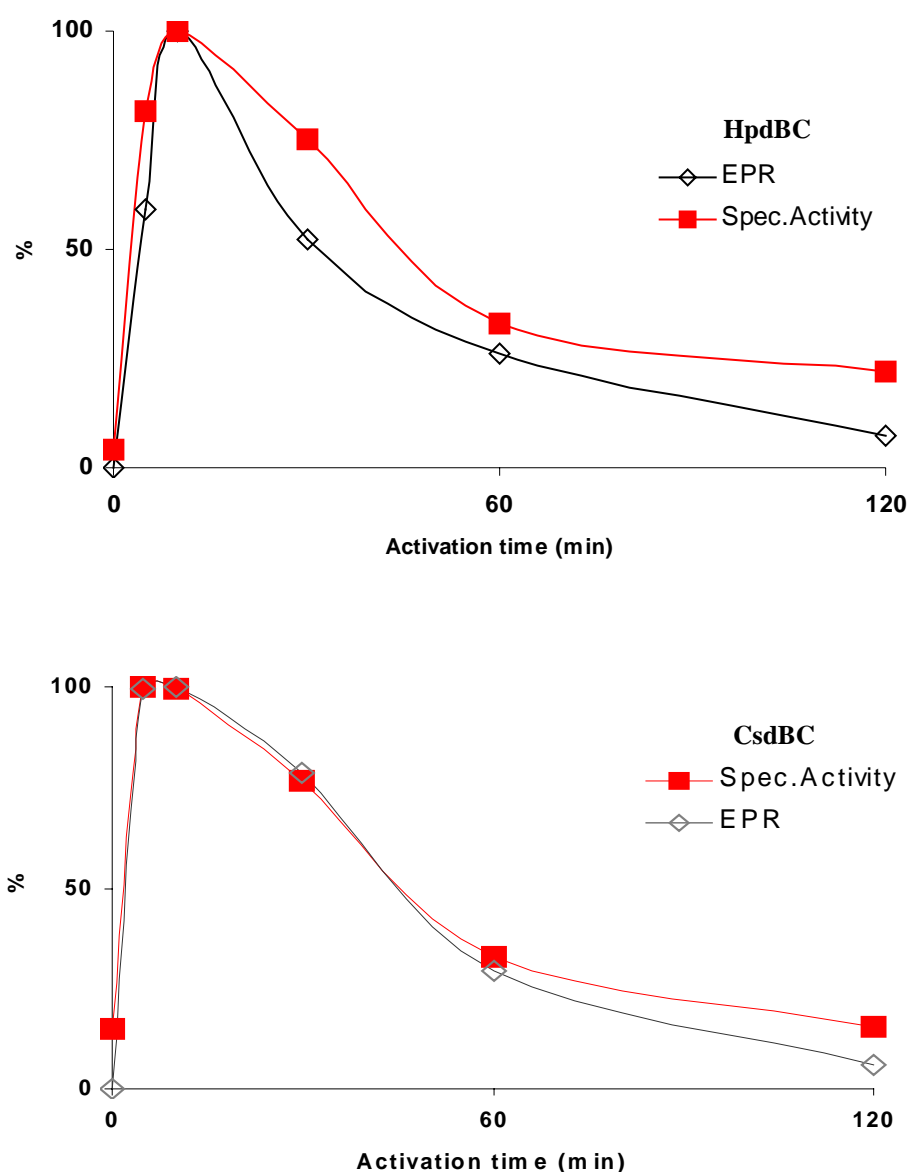 100
HpdBC
EPR
Spec.Activity
50
%
0
0 60 120
Activation time (min)
100
CsdBC
Spec.Activity
EPR
50
%
0
0 60 120
Activation time (min)